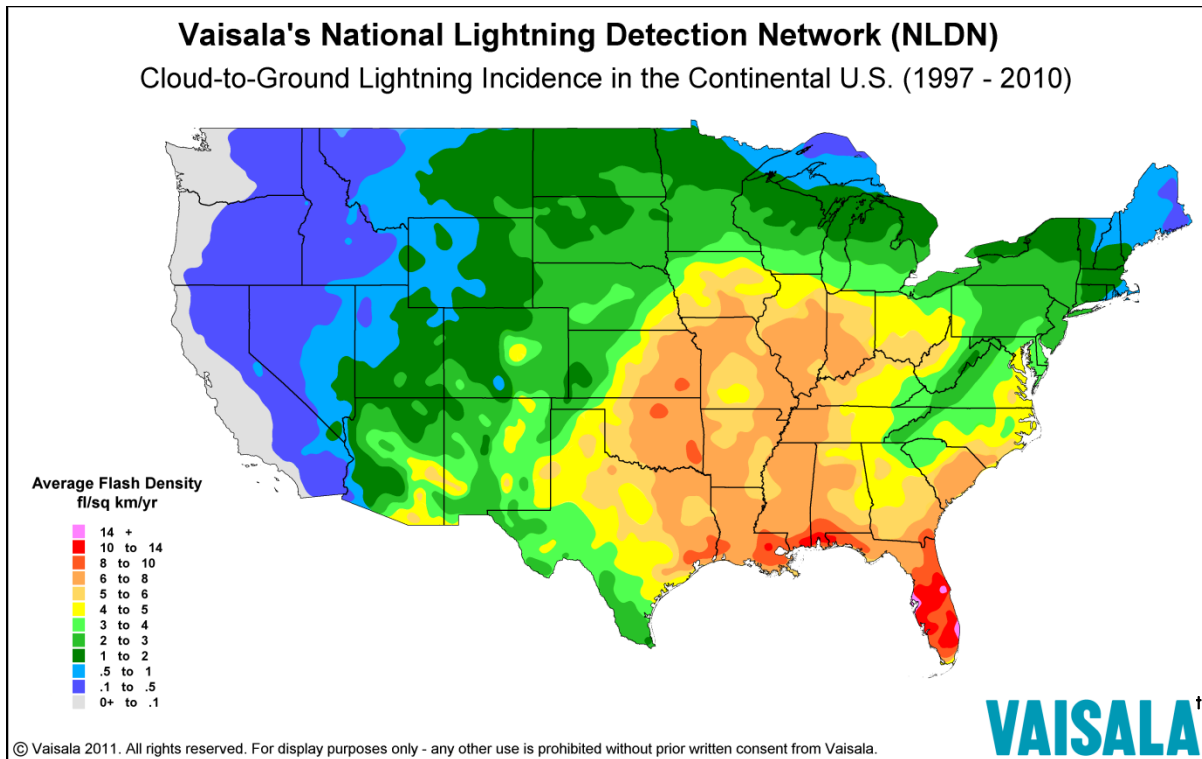 Vaisala's National Lightning Detection Network (NLDN)
Cloud-to-Ground Lightning Incidence in the Continental U.S. (1997 - 2010)
Average Flash Density
fl/sq km/yr
14 +
10 to 14
8 to 10
6 to 8
5 to 6
4 to 5
3 to 4
2 to 3
1 to 2
.5 to 1
.1 to .5
0+ to .1
VAISALA
t
© Vaisala 2011. All rights reserved. For display purposes only - any other use is prohibited without prior written consent from Vaisala.